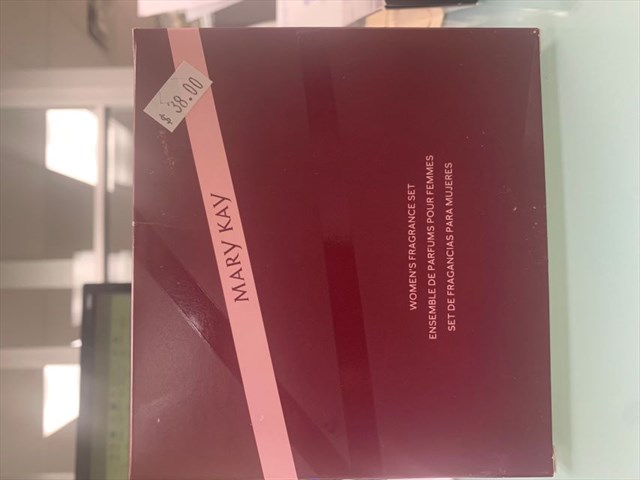 $ 38.00
MARY KAY
WOMEN'S FRAGRANCE SET
ENSEMBLE DE PARFUMS POUR FEMMES
SET DE FRAGANCIAS PARA MUJERES